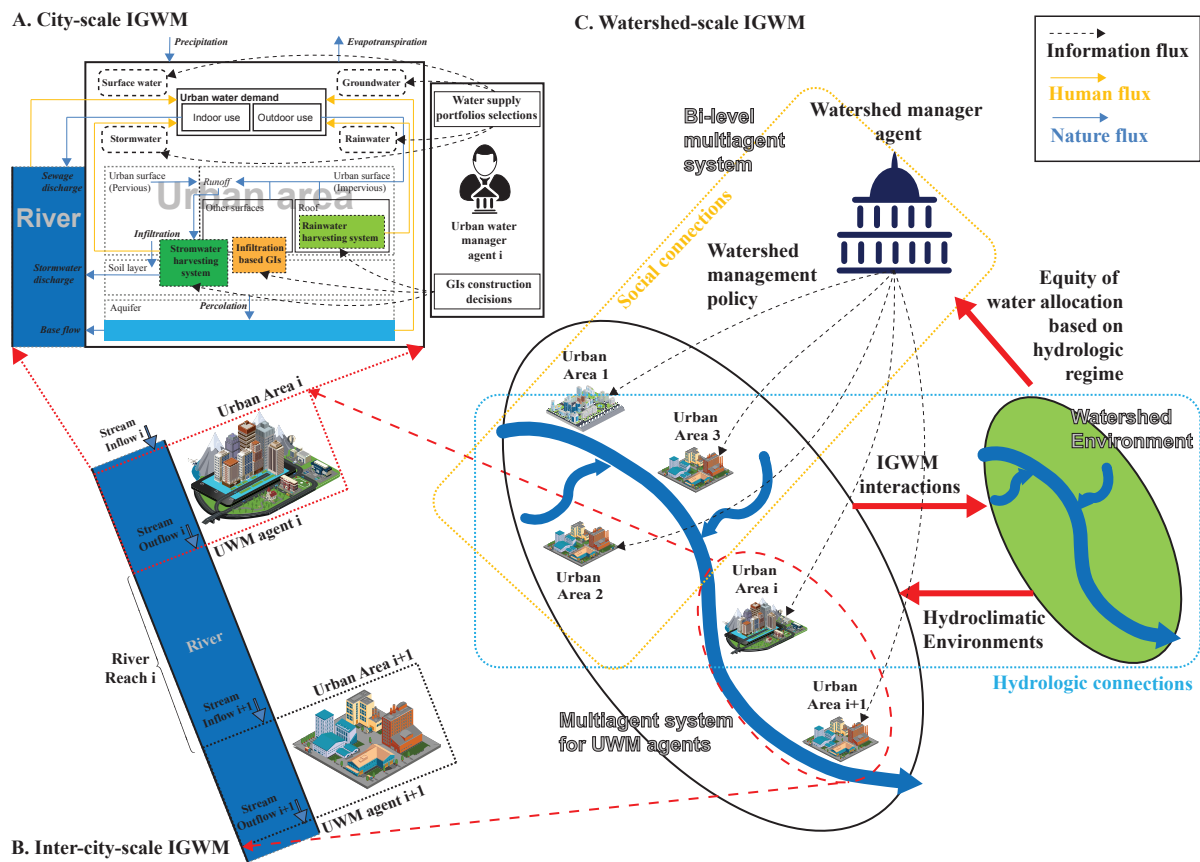 A. City-scale IGWM
Precipitation
Evapotranspiration
Surface water
Groundwater
Urban water demand
Indoor use
Outdoor use
Stormwater
Rainwater
Water supply
portfolios selections
Sewage
discharge
River
Urban area
Urban surface
(Pervious)
Runoff
Urban surface
(Impervious)
Other surfaces
Roof
Rainwater
harvesting system
Infiltration
Stromwater
harvesting
system
Infiltration
based GIs
Urban water
manager
agent i
Soil layer
Stormwater
discharge
GIs construction
decisions
Aquifer
Percolation
Base flow
Stream
Inflow i
Urban Area i
Stream
Outflow i
UWM agent i
River
River
Reach i
Stream
Inflow i+1
Urban Area i+1
Stream
Outflow i+1
UWM agent i+1
B. Inter-city-scale IGWM
C. Watershed-scale IGWM
Information flux
Human flux
Nature flux
Watershed manager
agent
Bi-level
multiagent
system
Social connections
Watershed
management
policy
Equity of
water allocation
based on
hydrologic
regime
Urban
Area 1
Urban
Area 3
Watershed
Environment
IGWM
interactions
Urban
Area 2
Urban
Area i
Hydroclimatic
Environments
Hydrologic connections
Urban
Area i+1
Multiagent system
for UWM agents